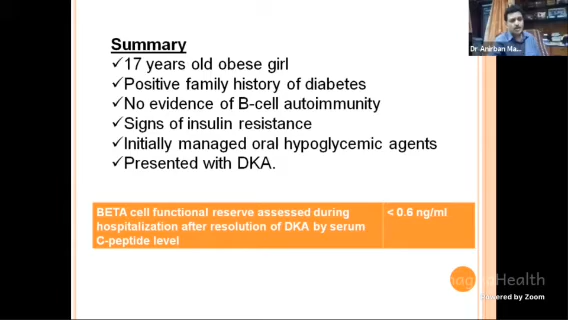 Dr Anirban Ma...
Summary
✓17 years old obese girl
✓Positive family history of diabetes
✓No evidence of B-cell autoimmunity
✓Signs of insulin resistance
✓Initially managed oral hypoglycemic agents
✓Presented with DKA.
BETA cell functional reserve assessed during
hospitalization after resolution of DKA by serum
C-peptide level
< 0.6 ng/ml
Health
Powered by Zoom